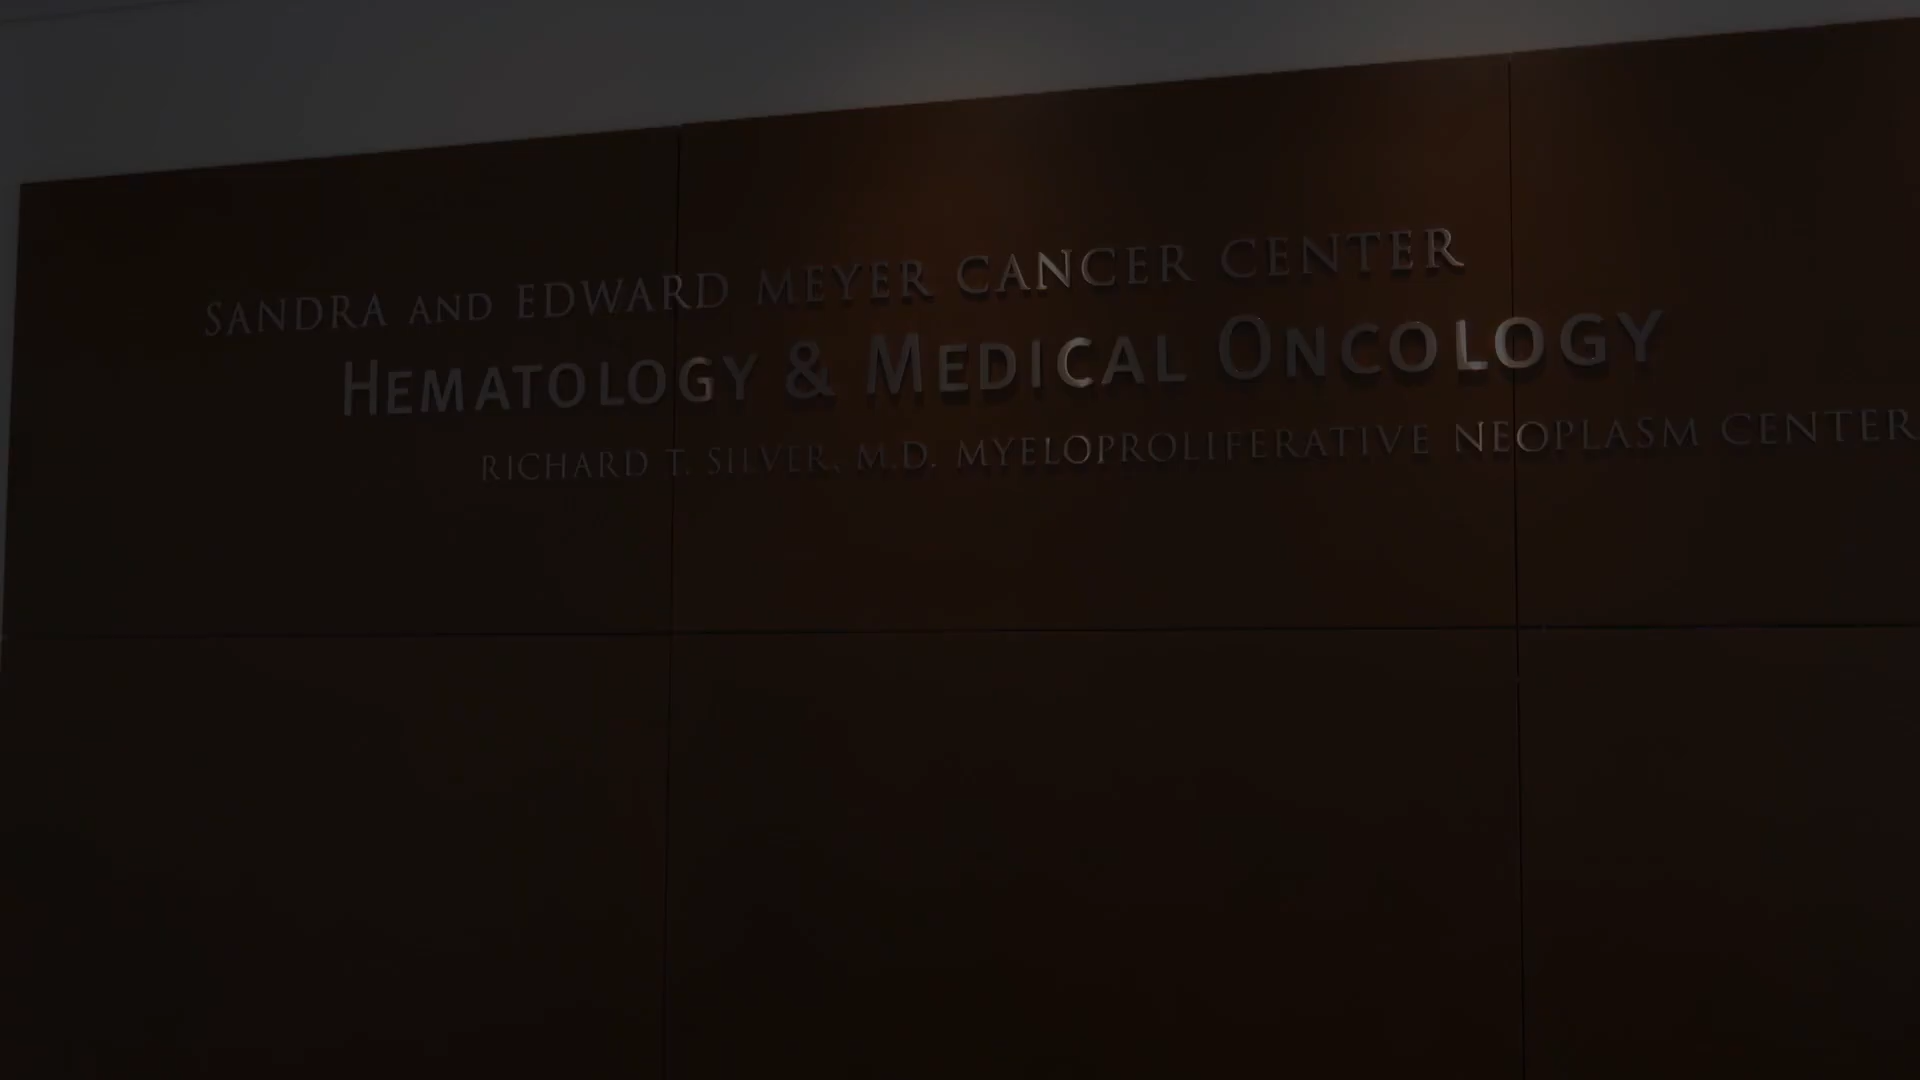 SANDRA AND EDWARD MEYER CANCER CENTER
HEMATOLOGY & MEDICAL ONCOLOGY
RICHARD T. SILVER, M.D. MYELOPROLIFERATIVE NEOPLASM CENTER